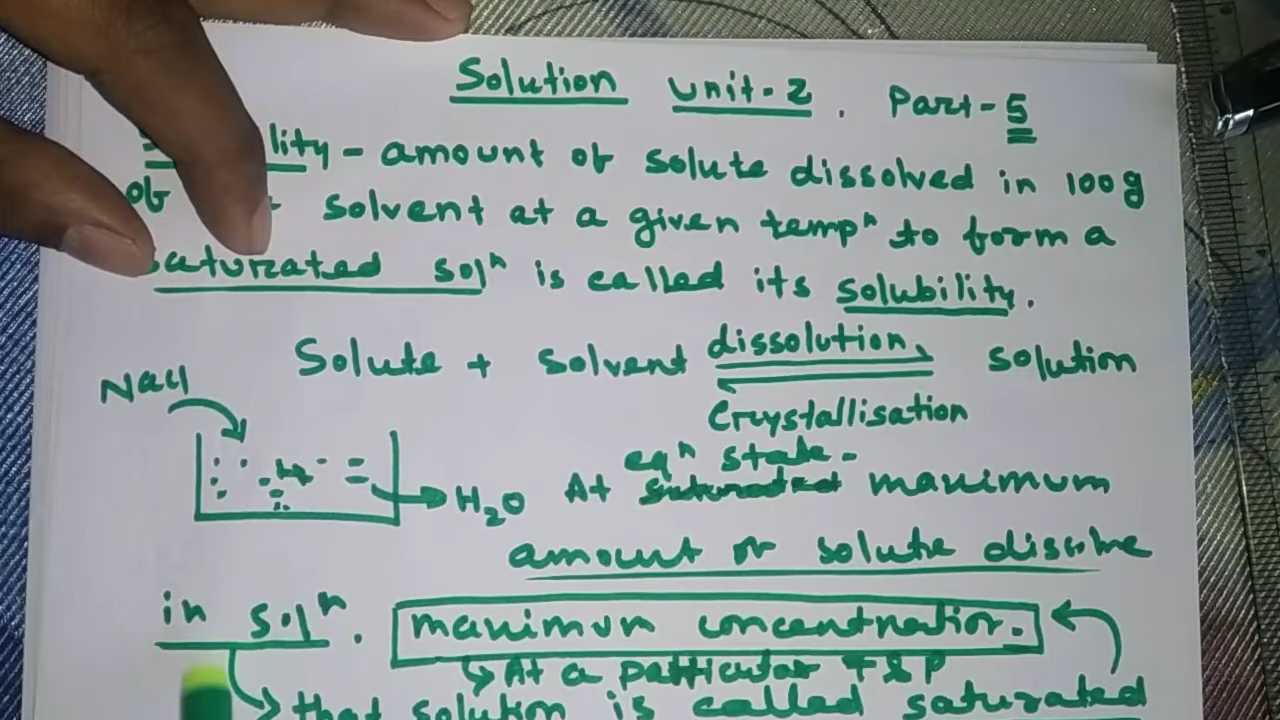 Solution Unit-2. Part-5
lity - amount of solute dissolved in 100g
of solvent at a given tempⁿ to form a
saturated solⁿ is called its solubility.
Solute + Solvent dissolution solution
Crystallisation
NaCl
H₂O
eqⁿ state-
At maximum
amount of solute dissolve
in solⁿ. maximum concentration.
At a particular T & P
that solution is called saturated